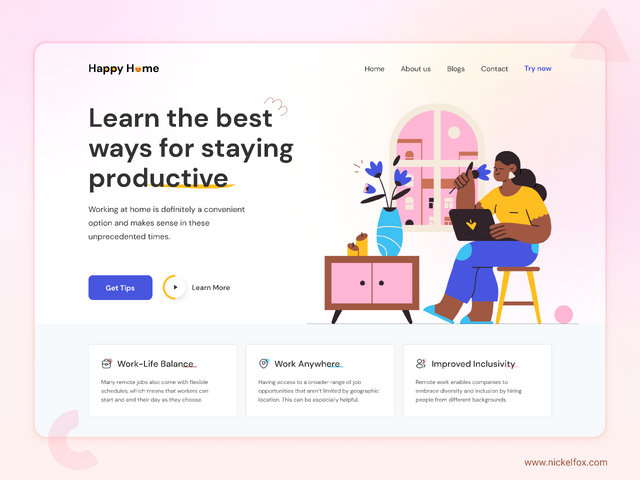 Happy Home
Home About us Blogs Contact Try now
Learn the best
ways for staying
productive
Working at home is definitely a convenient
option and makes sense in these
unprecedented times.
Get Tips
Learn More
Work-Life Balance
Many remote jobs also come with flexible
schedules, which means that workers can
start and end their day as they choose.
Work Anywhere
Having access to a broader range of job
opportunities that aren't limited by geographic
location. This can be especially helpful.
Improved Inclusivity
Remote work enables companies to
embrace diversity and inclusion by hiring
people from different backgrounds.
www.nickelfox.com